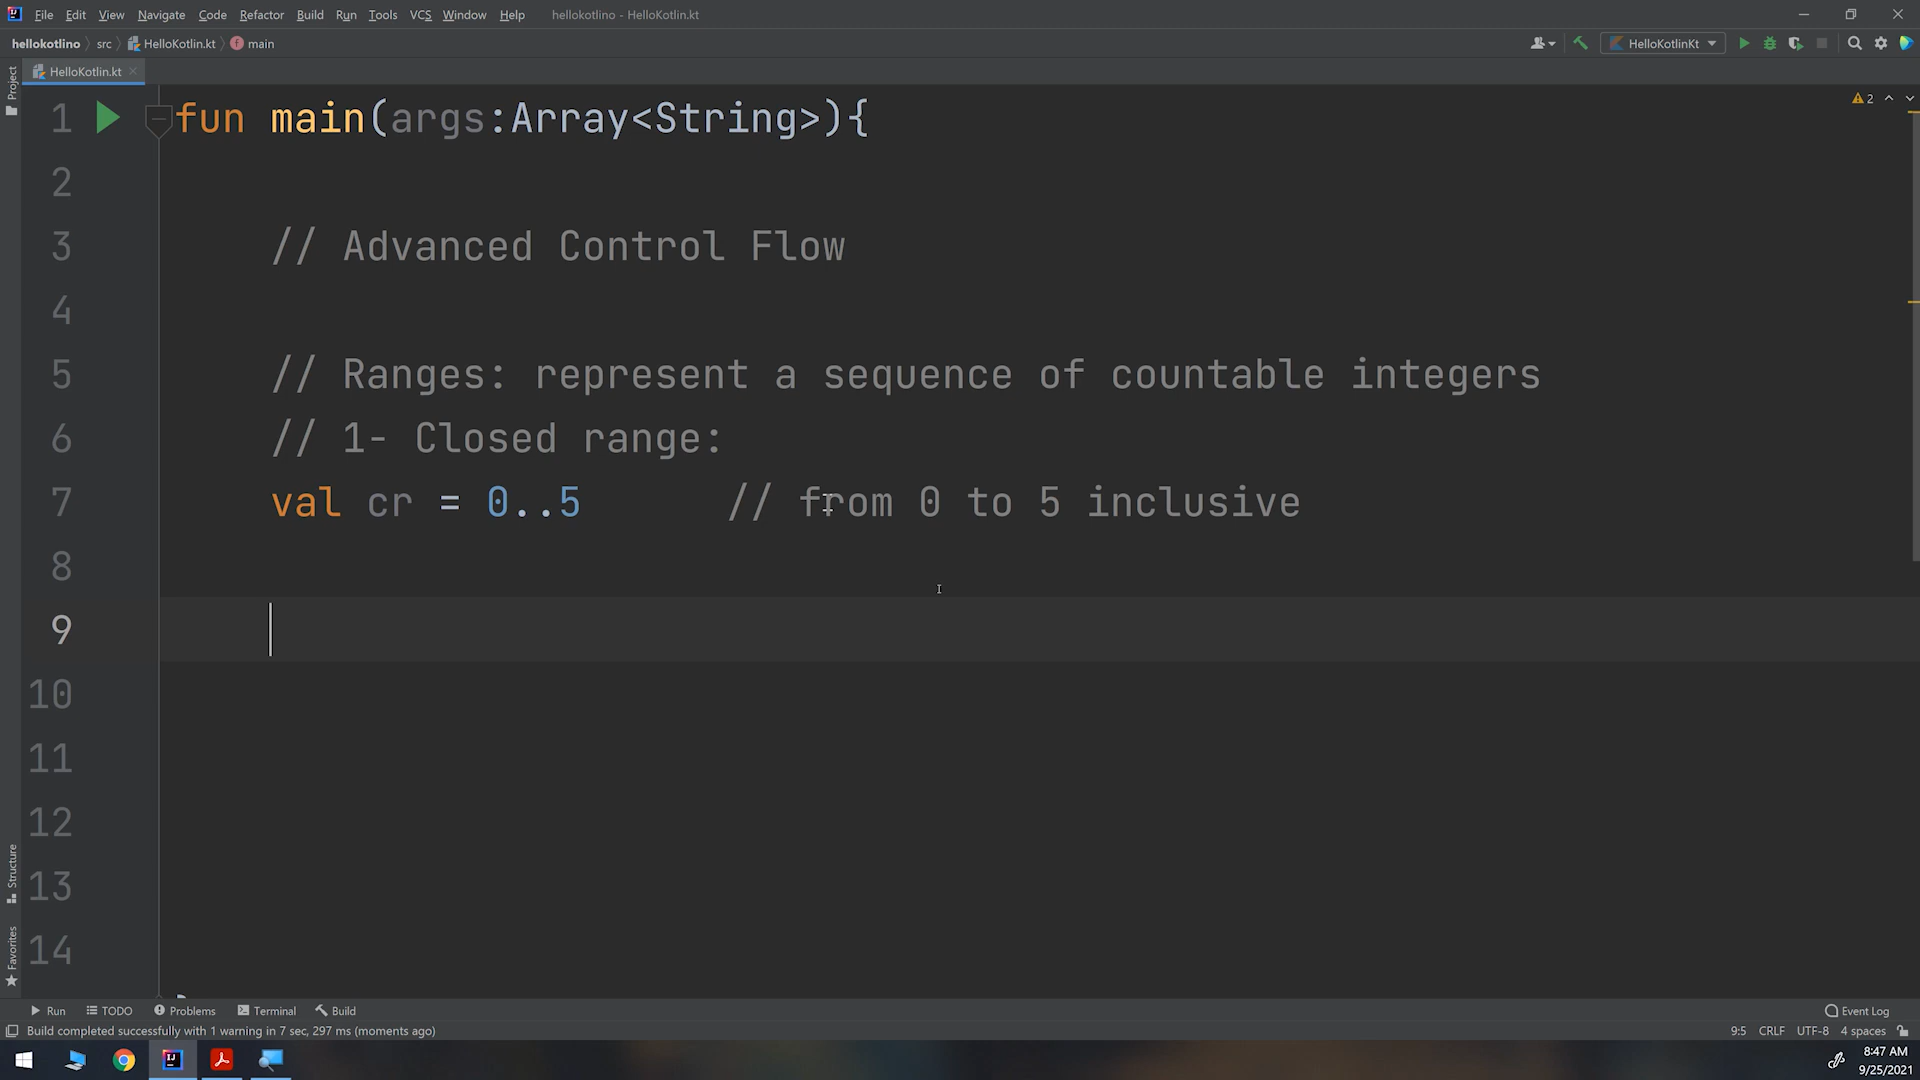 File Edit View Navigate Code Refactor Build Run Tools VCS Window Help hellokotlino - HelloKotlin.kt
hellokotlino src HelloKotlin.kt main HelloKotlinKt
HelloKotlin.kt
Project
2
1 fun main(args:Array<String>){
2
3 // Advanced Control Flow
4
5 // Ranges: represent a sequence of countable integers
6 // 1- Closed range:
7 val cr = 0..5 // from 0 to 5 inclusive
8
9
10
11
12
13
14
Structure
Favorites
Run TODO Problems Terminal Build Event Log
Build completed successfully with 1 warning in 7 sec, 297 ms (moments ago) 9:5 CRLF UTF-8 4 spaces
8:47 AM
9/25/2021